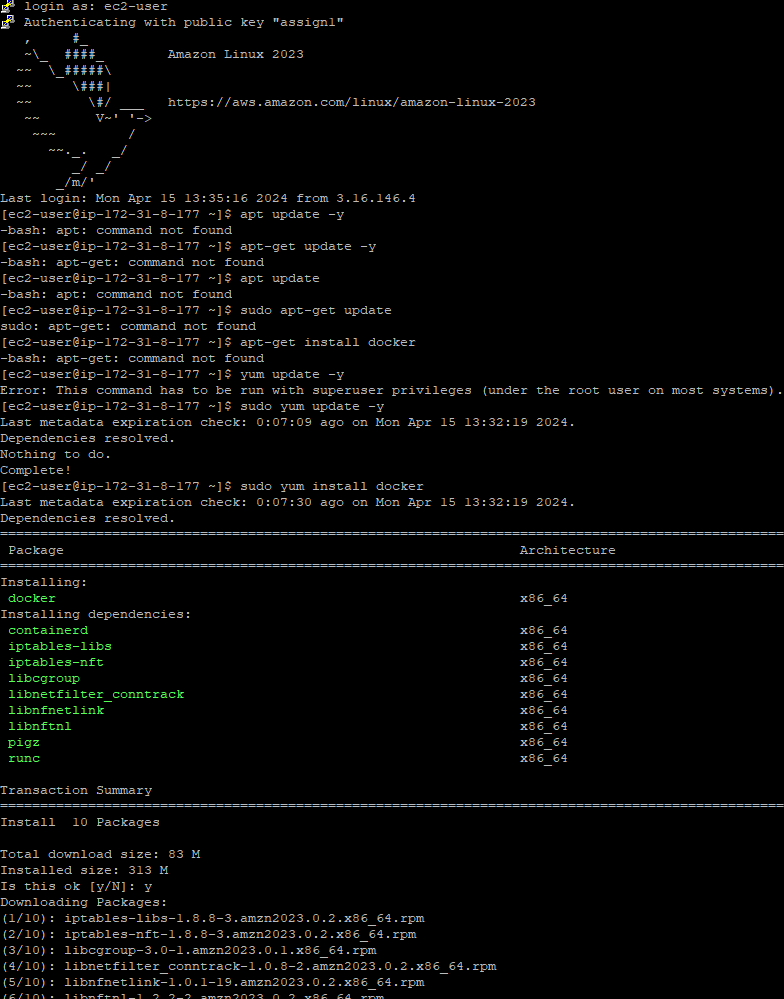 login as: ec2-user
Authenticating with public key "assign1"
   ,     #_
   ~\_  ####_        Amazon Linux 2023
  ~~  \_#####\
  ~~     \###|
  ~~       \#/ ___   https://aws.amazon.com/linux/amazon-linux-2023
   ~~       V~' '->
    ~~~         /
      ~~._.   _/
         _/ _/
       _/m/'
Last login: Mon Apr 15 13:35:16 2024 from 3.16.146.4
[ec2-user@ip-172-31-8-177 ~]$ apt update -y
-bash: apt: command not found
[ec2-user@ip-172-31-8-177 ~]$ apt-get update -y
-bash: apt-get: command not found
[ec2-user@ip-172-31-8-177 ~]$ apt update
-bash: apt: command not found
[ec2-user@ip-172-31-8-177 ~]$ sudo apt-get update
sudo: apt-get: command not found
[ec2-user@ip-172-31-8-177 ~]$ apt-get install docker
-bash: apt-get: command not found
[ec2-user@ip-172-31-8-177 ~]$ yum update -y
Error: This command has to be run with superuser privileges (under the root user on most systems).
[ec2-user@ip-172-31-8-177 ~]$ sudo yum update -y
Last metadata expiration check: 0:07:09 ago on Mon Apr 15 13:32:19 2024.
Dependencies resolved.
Nothing to do.
Complete!
[ec2-user@ip-172-31-8-177 ~]$ sudo yum install docker
Last metadata expiration check: 0:07:30 ago on Mon Apr 15 13:32:19 2024.
Dependencies resolved.
================================================================================
 Package                                                         Architecture
================================================================================
Installing:
 docker                                                          x86_64
Installing dependencies:
 containerd                                                      x86_64
 iptables-libs                                                   x86_64
 iptables-nft                                                    x86_64
 libcgroup                                                       x86_64
 libnetfilter_conntrack                                          x86_64
 libnfnetlink                                                    x86_64
 libnftnl                                                        x86_64
 pigz                                                            x86_64
 runc                                                            x86_64
Transaction Summary
================================================================================
Install  10 Packages
Total download size: 83 M
Installed size: 313 M
Is this ok [y/N]: y
Downloading Packages:
(1/10): iptables-libs-1.8.8-3.amzn2023.0.2.x86_64.rpm
(2/10): iptables-nft-1.8.8-3.amzn2023.0.2.x86_64.rpm
(3/10): libcgroup-3.0-1.amzn2023.0.1.x86_64.rpm
(4/10): libnetfilter_conntrack-1.0.8-2.amzn2023.0.2.x86_64.rpm
(5/10): libnfnetlink-1.0.1-19.amzn2023.0.2.x86_64.rpm
(6/10): libnftnl-1.2.2-2.amzn2023.0.2.x86_64.rpm